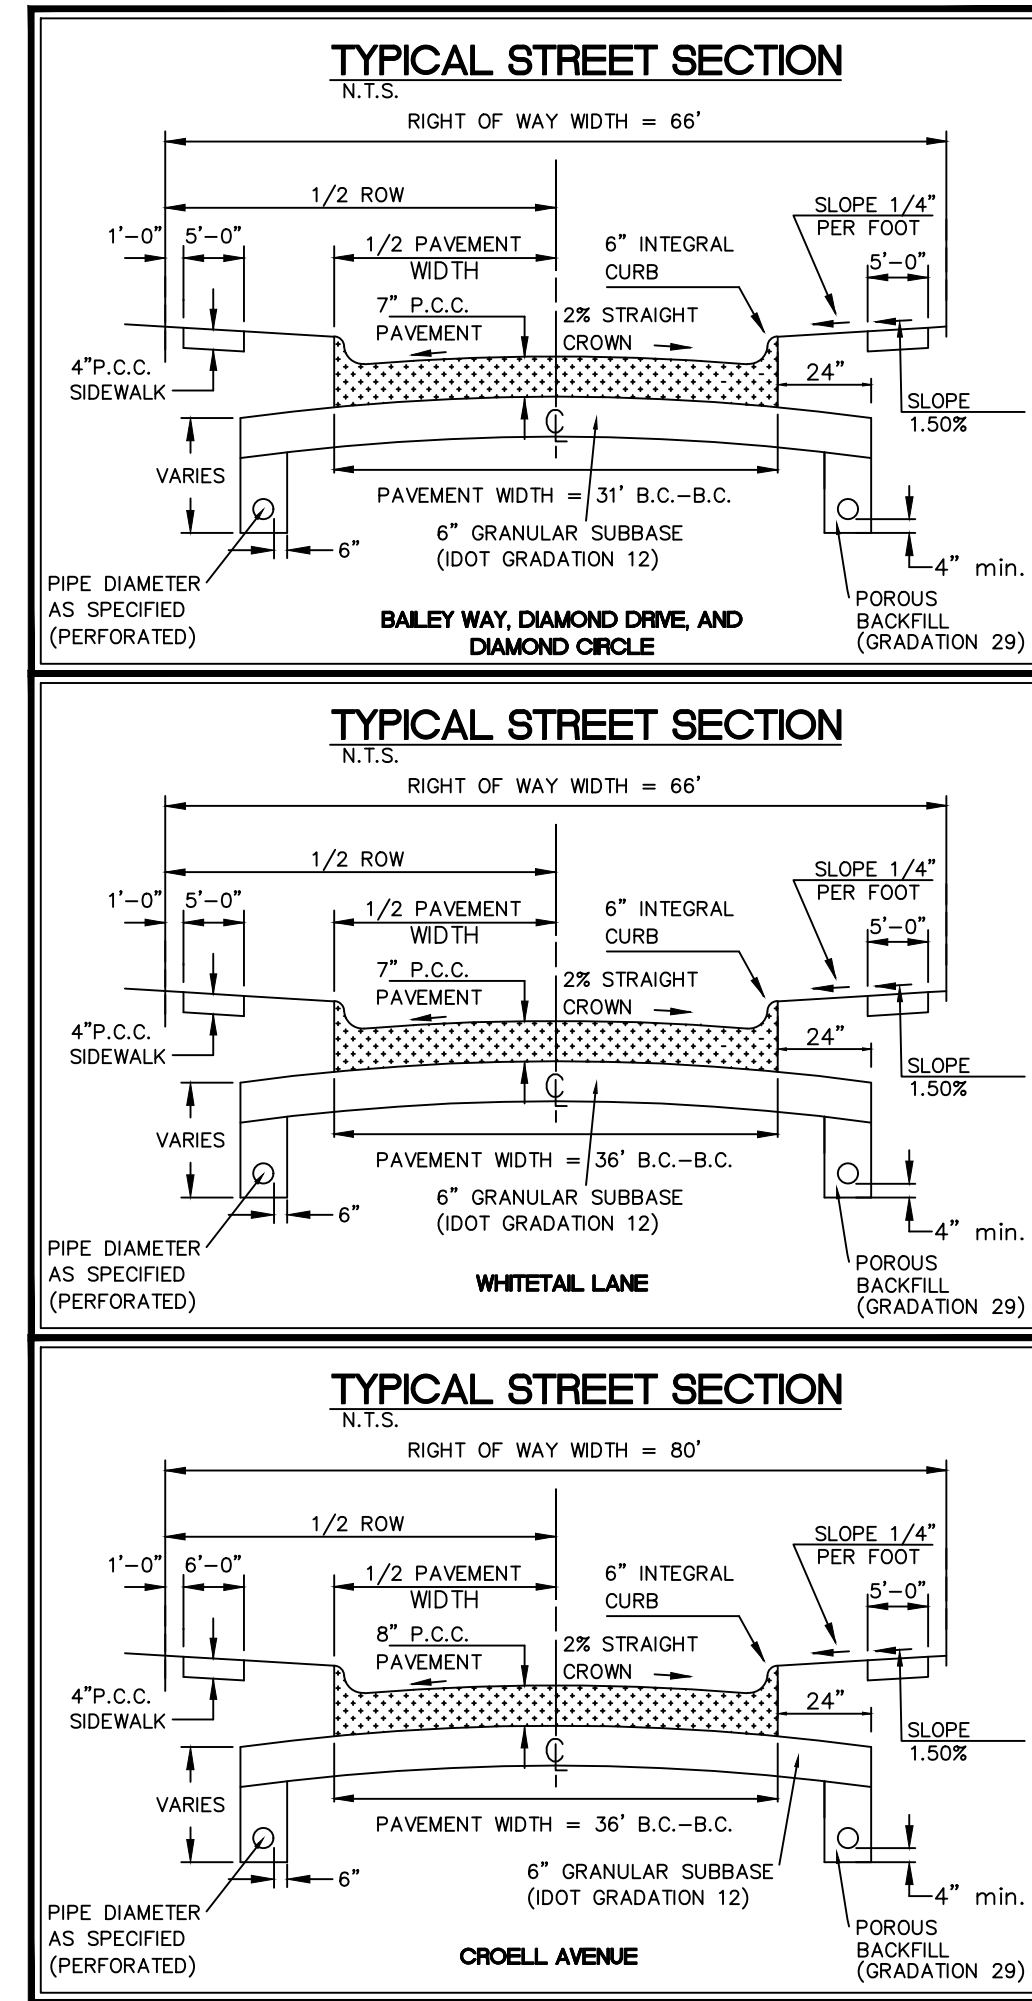 TYPICAL STREET SECTION
N.T.S.
RIGHT OF WAY WIDTH = 66'
1/2 ROW
SLOPE 1/4"
PER FOOT
1'-0" 5'-0"
1/2 PAVEMENT
WIDTH
6" INTEGRAL
CURB
5'-0"
7" P.C.C.
PAVEMENT
2% STRAIGHT
CROWN
4"P.C.C.
SIDEWALK
24"
SLOPE
1.50%
℄
VARIES
PAVEMENT WIDTH = 31' B.C.-B.C.
6" GRANULAR SUBBASE
(IDOT GRADATION 12)
6"
4" min.
PIPE DIAMETER
AS SPECIFIED
(PERFORATED)
POROUS
BACKFILL
(GRADATION 29)
BAILEY WAY, DIAMOND DRIVE, AND
DIAMOND CIRCLE
TYPICAL STREET SECTION
N.T.S.
RIGHT OF WAY WIDTH = 66'
1/2 ROW
SLOPE 1/4"
PER FOOT
1'-0" 5'-0"
1/2 PAVEMENT
WIDTH
6" INTEGRAL
CURB
5'-0"
7" P.C.C.
PAVEMENT
2% STRAIGHT
CROWN
4"P.C.C.
SIDEWALK
24"
SLOPE
1.50%
℄
VARIES
PAVEMENT WIDTH = 36' B.C.-B.C.
6" GRANULAR SUBBASE
(IDOT GRADATION 12)
6"
4" min.
PIPE DIAMETER
AS SPECIFIED
(PERFORATED)
POROUS
BACKFILL
(GRADATION 29)
WHITETAIL LANE
TYPICAL STREET SECTION
N.T.S.
RIGHT OF WAY WIDTH = 80'
1/2 ROW
SLOPE 1/4"
PER FOOT
1'-0" 6'-0"
1/2 PAVEMENT
WIDTH
6" INTEGRAL
CURB
5'-0"
8" P.C.C.
PAVEMENT
2% STRAIGHT
CROWN
4"P.C.C.
SIDEWALK
24"
SLOPE
1.50%
℄
VARIES
PAVEMENT WIDTH = 36' B.C.-B.C.
6" GRANULAR SUBBASE
(IDOT GRADATION 12)
6"
4" min.
PIPE DIAMETER
AS SPECIFIED
(PERFORATED)
POROUS
BACKFILL
(GRADATION 29)
CROELL AVENUE